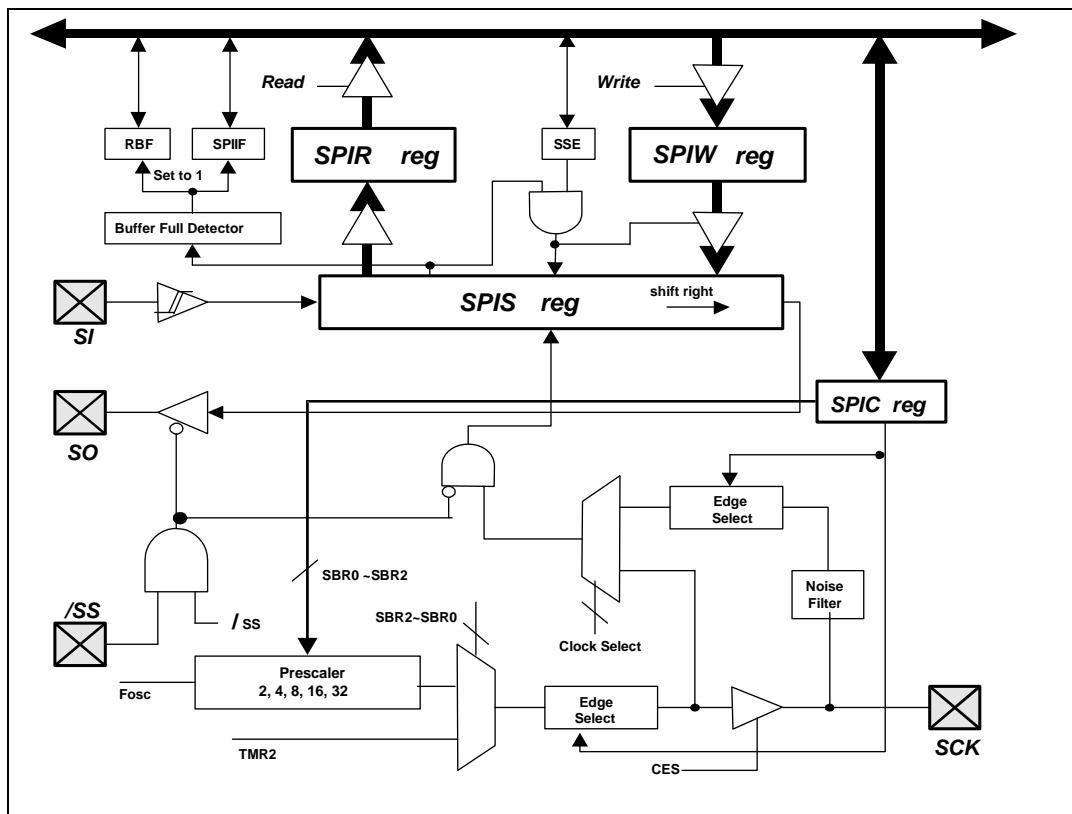 Read
Write
RBF
SPIIF
SPIR reg
SSE
SPIW reg
Set to 1
Buffer Full Detector
SPIS reg
shift right
SI
SPIC reg
SO
Edge
Select
SBR0 ~SBR2
Noise
Filter
/SS
/ SS
SBR2~SBR0
Clock Select
Prescaler
2, 4, 8, 16, 32
Fosc
Edge
Select
TMR2
CES
SCK